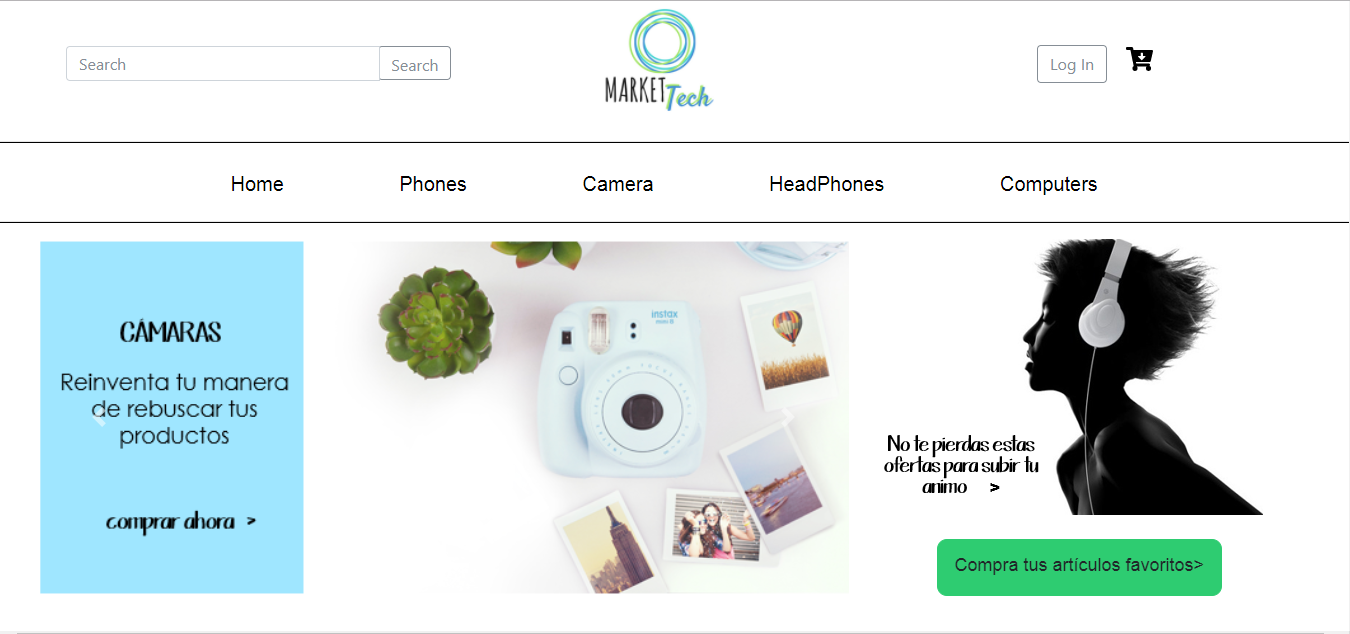 Search
Search
MARKET
Tech
Log In
Home
Phones
Camera
HeadPhones
Computers
CÁMARAS
Reinventa tu manera
de rebuscar tus
productos
comprar ahora >
instax
mini 8
No te pierdas estas
ofertas para subir tu
animo >
Compra tus artículos favoritos>